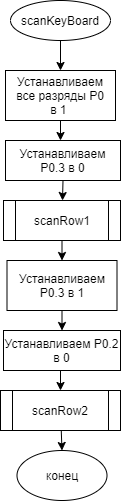 scanKeyBoard
Устанавливаем
все разряды P0
в 1
Устанавливаем
P0.3 в 0
scanRow1
Устанавливаем
P0.3 в 1
Устанавливаем P0.2
в 0
scanRow2
конец